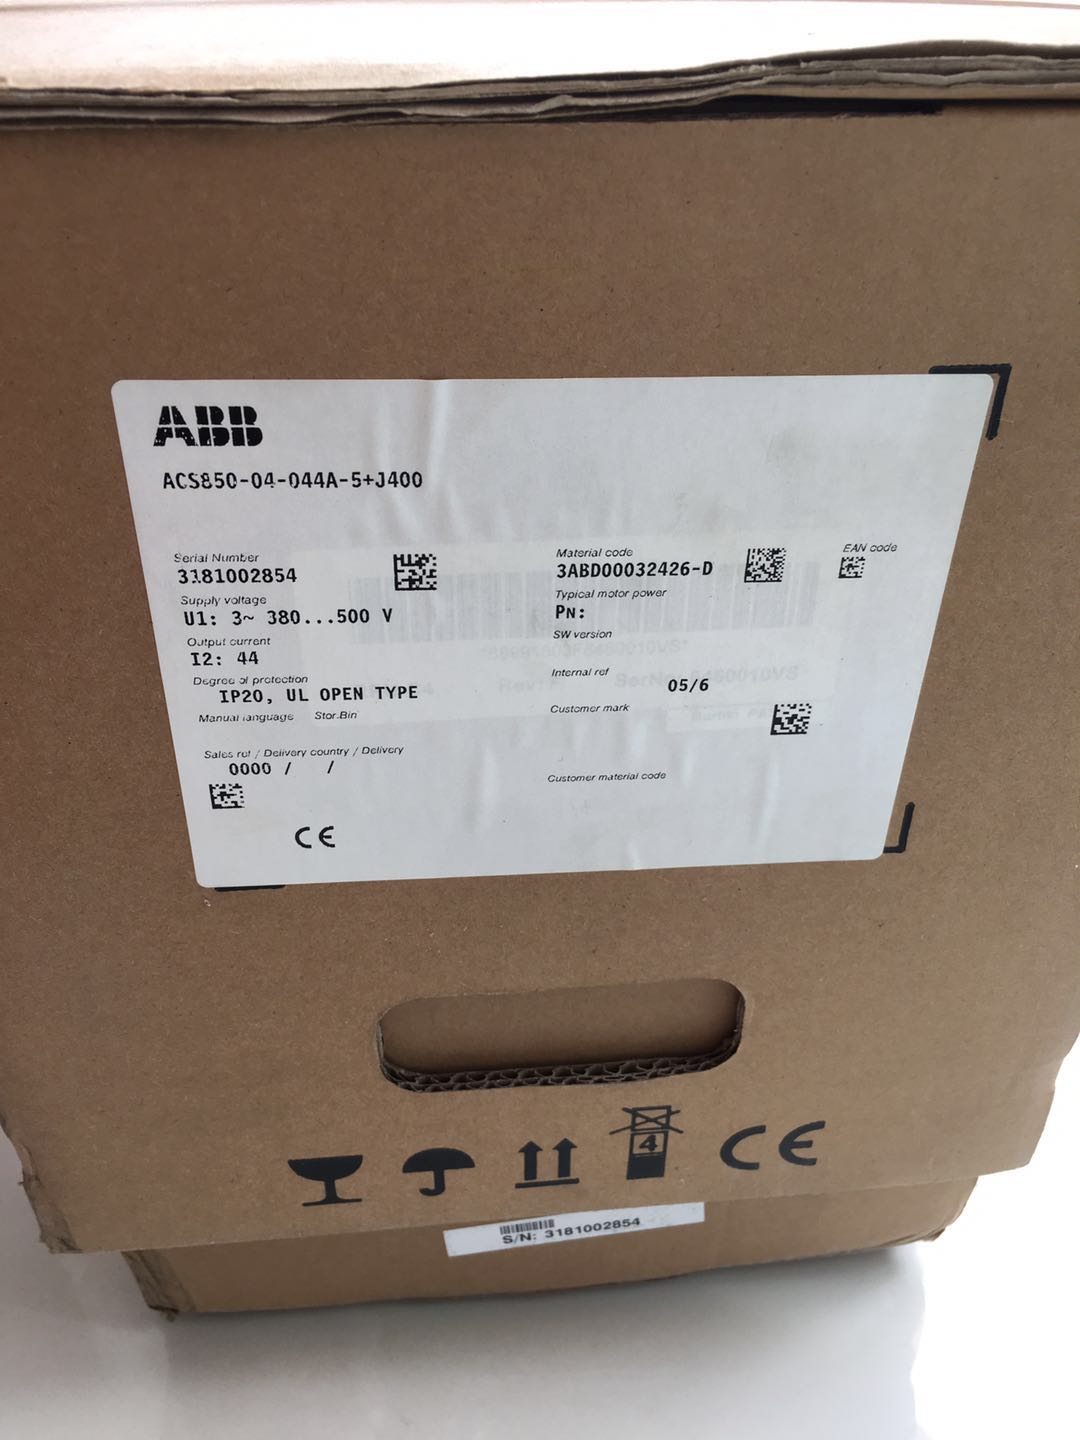 ABB
ACS850-04-044A-5+J400
Serial Number
3181002854
Supply voltage
U1: 3~ 380...500 V
Output current
I2: 44
Degree of protection
IP20, UL OPEN TYPE
Manual language Stor.Bin
Sales ref / Delivery country / Delivery
0000 / /
CE
Material code
3ABD00032426-D
EAN code
Typical motor power
PN:
SW version
Internal ref
05/6
Customer mark
Customer material code
4
CE
S/N: 3181002854